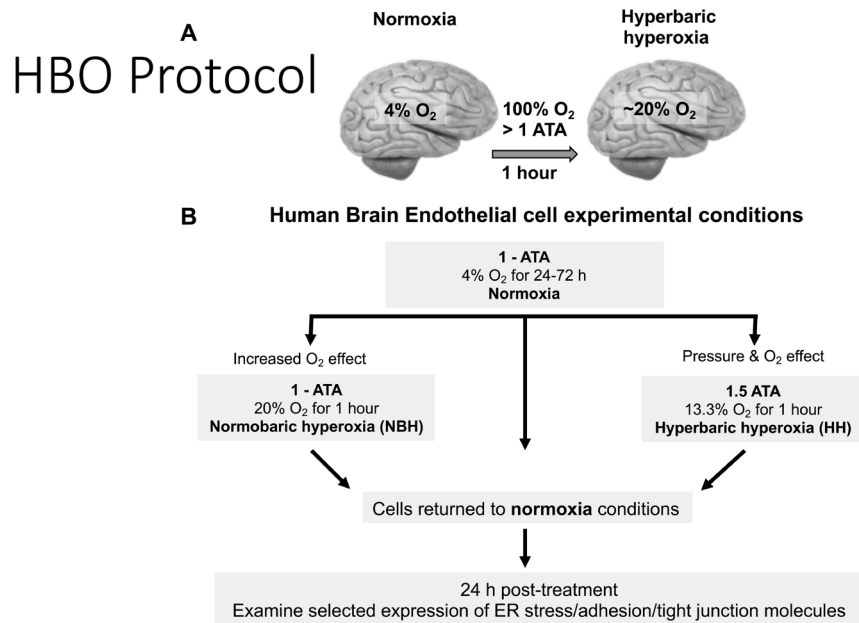 A
HBO Protocol
Normoxia
Hyperbaric
hyperoxia
4% O₂
100% O₂
> 1 ATA
1 hour
~20% O₂
B
Human Brain Endothelial cell experimental conditions
1 - ATA
4% O₂ for 24-72 h
Normoxia
Increased O₂ effect
1 - ATA
20% O₂ for 1 hour
Normobaric hyperoxia (NBH)
Pressure & O₂ effect
1.5 ATA
13.3% O₂ for 1 hour
Hyperbaric hyperoxia (HH)
Cells returned to normoxia conditions
24 h post-treatment
Examine selected expression of ER stress/adhesion/tight junction molecules